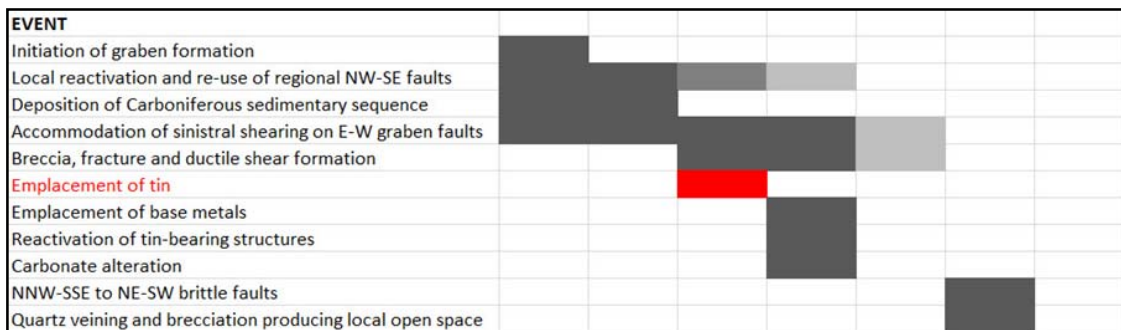 EVENT
Initiation of graben formation
Local reactivation and re-use of regional NW-SE faults
Deposition of Carboniferous sedimentary sequence
Accommodation of sinistral shearing on E-W graben faults
Breccia, fracture and ductile shear formation
Emplacement of tin
Emplacement of base metals
Reactivation of tin-bearing structures
Carbonate alteration
NNW-SSE to NE-SW brittle faults
Quartz veining and brecciation producing local open space